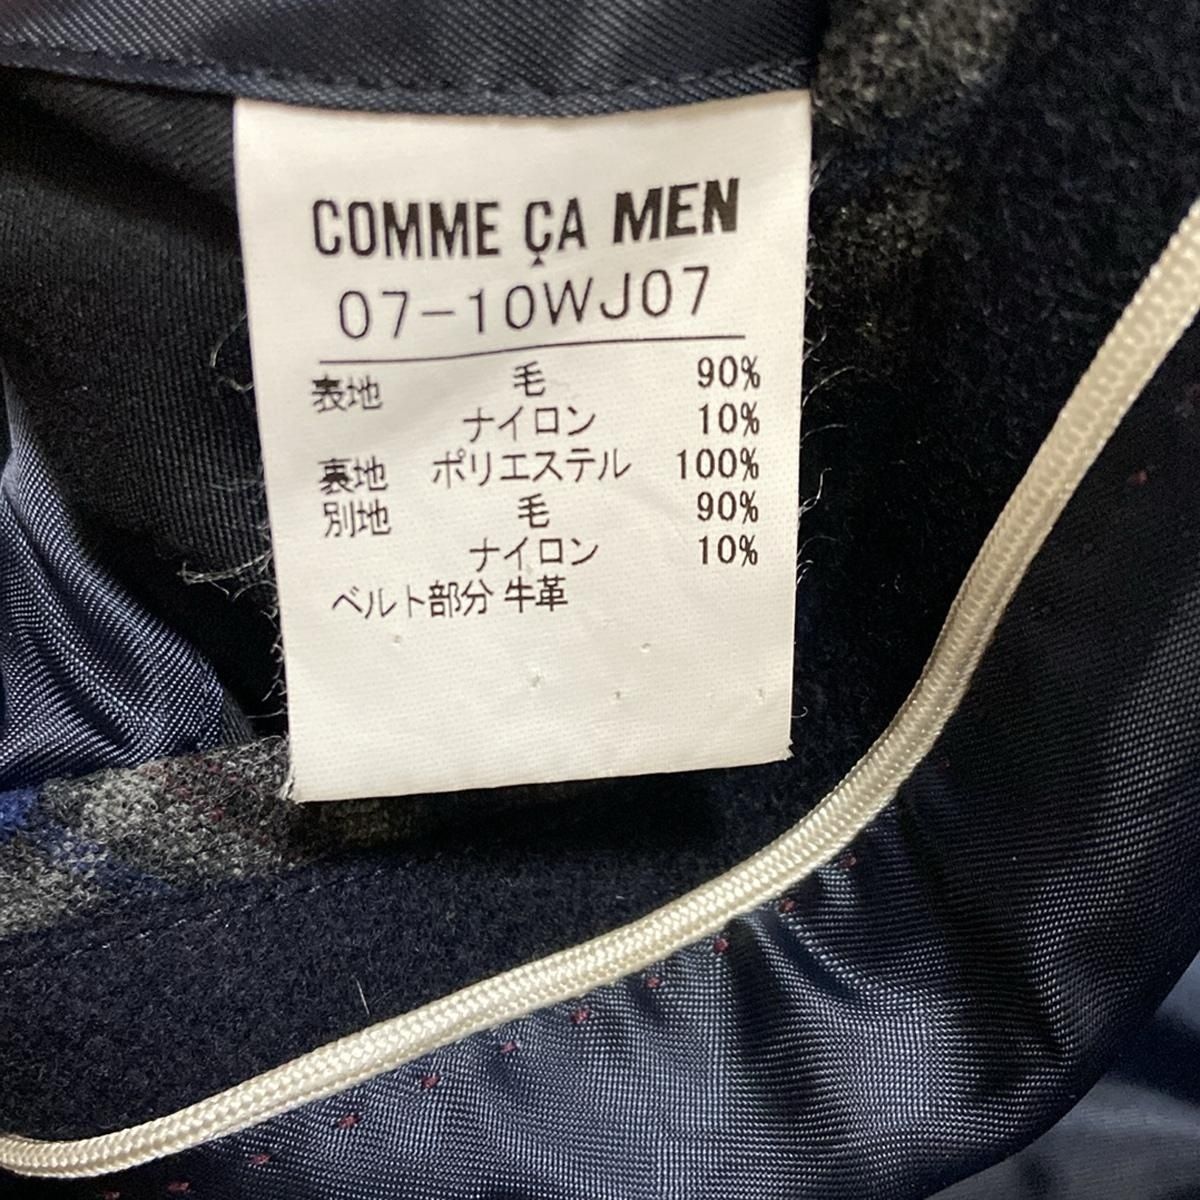 COMME ÇA MEN
07-10WJ07
表地 毛 90%
ナイロン 10%
裏地 ポリエステル 100%
別地 毛 90%
ナイロン 10%
ベルト部分 牛革